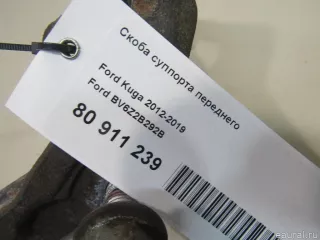 Скоба суппорта переднего
Ford Kuga 2012-2019
Ford BV6Z2B292B
80 911 239